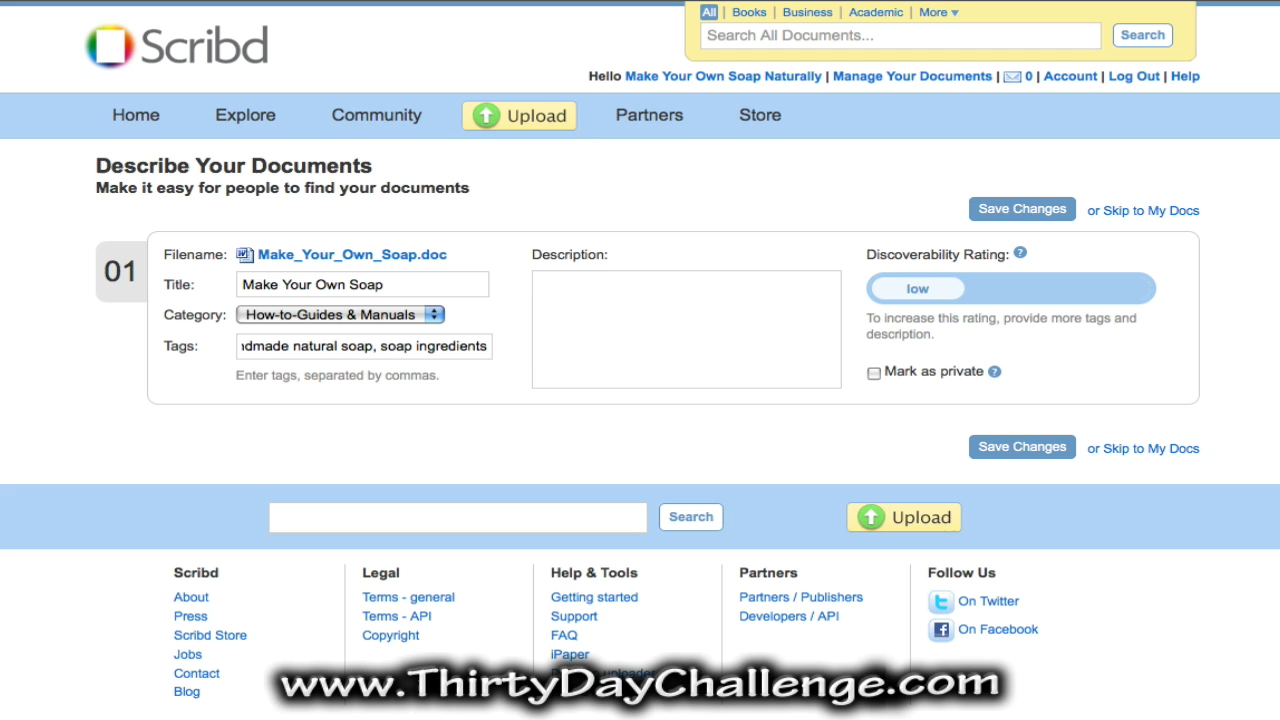 Scribd
All | Books | Business | Academic | More
Search All Documents...
Search
Hello Make Your Own Soap Naturally | Manage Your Documents | 0 | Account | Log Out | Help
Home
Explore
Community
Upload
Partners
Store
Describe Your Documents
Make it easy for people to find your documents
Save Changes or Skip to My Docs
01
Filename: Make_Your_Own_Soap.doc
Title: Make Your Own Soap
Category: How-to-Guides & Manuals
Tags: dmade natural soap, soap ingredients
Enter tags, separated by commas.
Description:
Discoverability Rating: ?
low
To increase this rating, provide more tags and
description.
Mark as private ?
Save Changes or Skip to My Docs
Search
Upload
Scribd
About
Press
Scribd Store
Jobs
Contact
Blog
Legal
Terms - general
Terms - API
Copyright
Help & Tools
Getting started
Support
FAQ
iPaper
Partners
Partners / Publishers
Developers / API
Follow Us
On Twitter
On Facebook
www.ThirtyDayChallenge.com